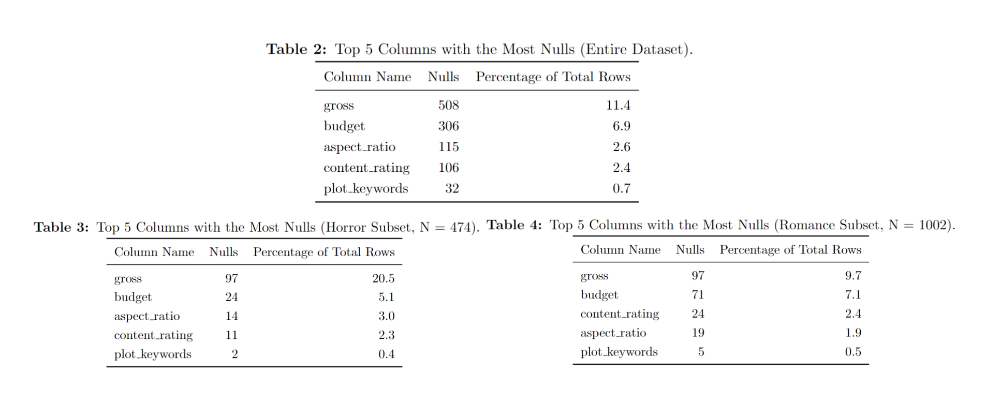 Table 2: Top 5 Columns with the Most Nulls (Entire Dataset).
Column Name Nulls Percentage of Total Rows
gross 508 11.4
budget 306 6.9
aspect_ratio 115 2.6
content_rating 106 2.4
plot_keywords 32 0.7
Table 3: Top 5 Columns with the Most Nulls (Horror Subset, N = 474).
Column Name Nulls Percentage of Total Rows
gross 97 20.5
budget 24 5.1
aspect_ratio 14 3.0
content_rating 11 2.3
plot_keywords 2 0.4
Table 4: Top 5 Columns with the Most Nulls (Romance Subset, N = 1002).
Column Name Nulls Percentage of Total Rows
gross 97 9.7
budget 71 7.1
content_rating 24 2.4
aspect_ratio 19 1.9
plot_keywords 5 0.5